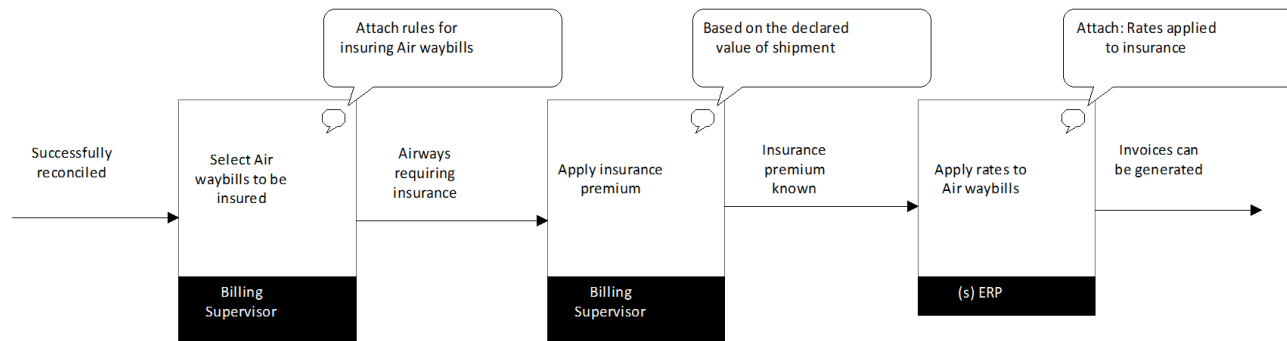 Attach rules for
insuring Air waybills
Based on the declared
value of shipment
Attach: Rates applied
to insurance
Successfully
reconciled
Select Air
waybills to be
insured
Airways
requiring
insurance
Apply insurance
premium
Insurance
premium
known
Apply rates to
Air waybills
Invoices can
be generated
Billing
Supervisor
Billing
Supervisor
(s) ERP